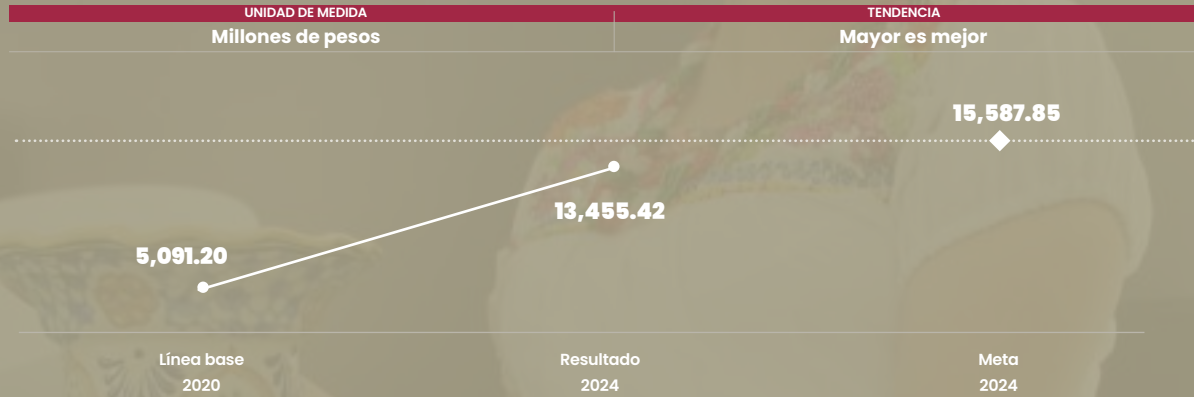 UNIDAD DE MEDIDA
TENDENCIA
Millones de pesos
Mayor es mejor
15,587.85
13,455.42
5,091.20
Línea base
Resultado
Meta
2020
2024
2024